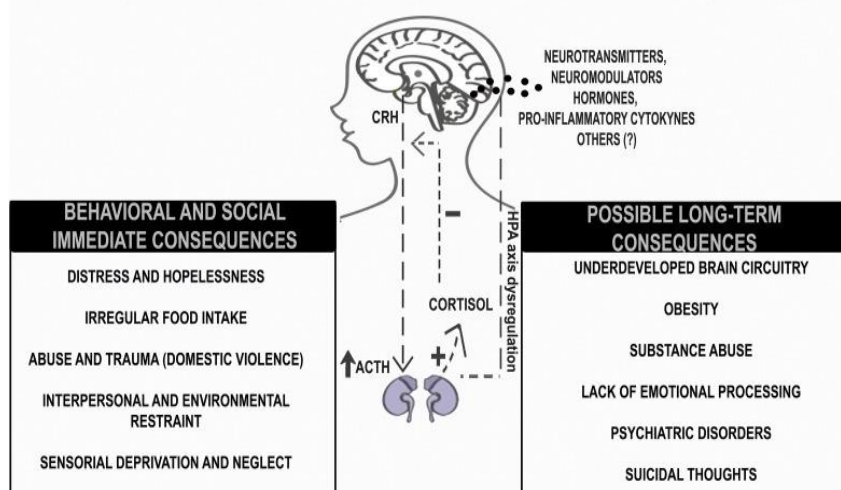 NEUROTRANSMITTERS,
NEUROMODULATORS
HORMONES,
PRO-INFLAMMATORY CYTOKYNES
OTHERS (?)
CRH
BEHAVIORAL AND SOCIAL
IMMEDIATE CONSEQUENCES
DISTRESS AND HOPELESSNESS
IRREGULAR FOOD INTAKE
ABUSE AND TRAUMA (DOMESTIC VIOLENCE)
INTERPERSONAL AND ENVIRONMENTAL
RESTRAINT
SENSORIAL DEPRIVATION AND NEGLECT
-
CORTISOL
+
ACTH
HPA axis dysregulation
POSSIBLE LONG-TERM
CONSEQUENCES
UNDERDEVELOPED BRAIN CIRCUITRY
OBESITY
SUBSTANCE ABUSE
LACK OF EMOTIONAL PROCESSING
PSYCHIATRIC DISORDERS
SUICIDAL THOUGHTS